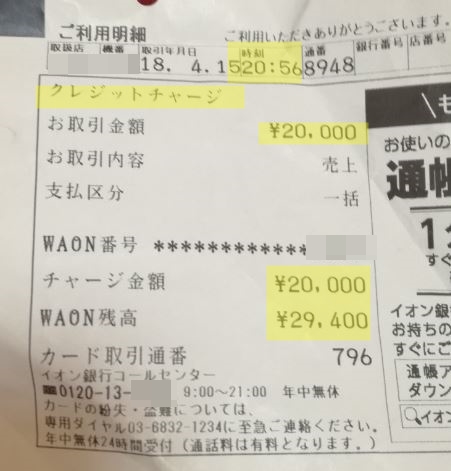 ご利用明細
ご利用いただきありがとうございます。
取扱店 機番 取引年月日 時刻 通番 銀行番号 店番号
18. 4.15 20:56 8948
クレジットチャージ
お取引金額 ¥20,000
お取引内容 売上
支払区分 一括
WAON番号 ************
チャージ金額 ¥20,000
WAON残高 ¥29,400
カード取引通番 796
イオン銀行コールセンター
☎0120-13- 9:00〜21:00 年中無休
カードの紛失・盗難については、
専用ダイヤル03-6832-1234に至急ご連絡ください。
年中無休24時間受付(通話料は有料となります。)
\も
お使いの
通帳
1
すぐ
イオン銀
お持ちの
すぐにご
通帳ア
ダウン
イオン